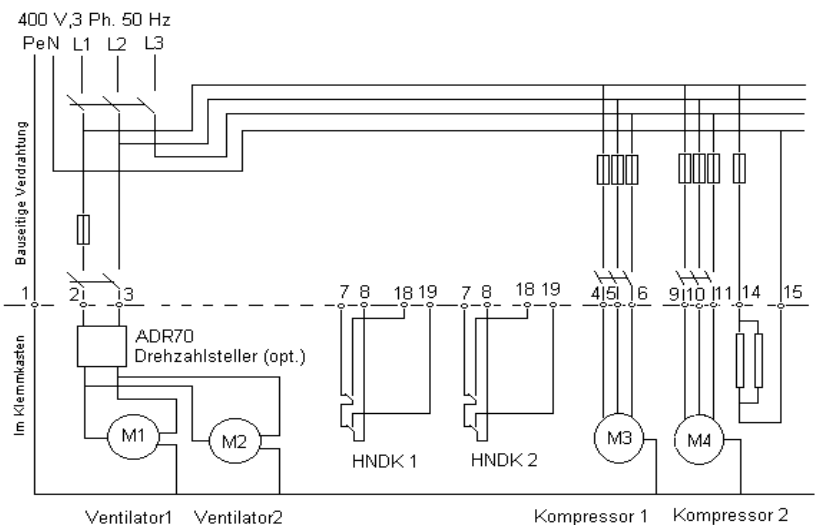 400 V,3 Ph. 50 Hz
Pe N L1 L2 L3
Bauseitige Verdrahtung
1 2 3 7 8 18 19 7 8 18 19 4 5 6 9 10 11 14 15
Im Klemmkasten
ADR70
Drehzahlsteller (opt.)
M1 M2 M3 M4
HNDK 1 HNDK 2
Ventilator1 Ventilator2 Kompressor 1 Kompressor 2